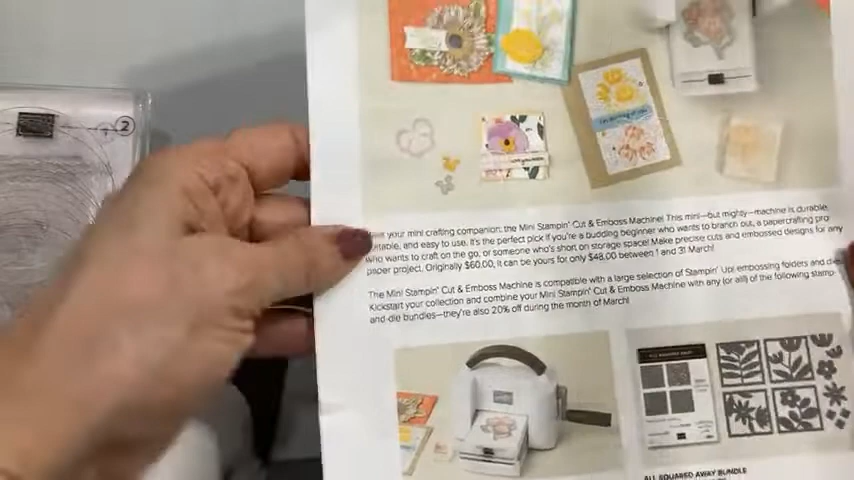 your mini crafting companion: the Mini Stampin' Cut & Emboss Machine! This mini—but mighty—machine is durable,
and easy to use. It's the perfect pick if you're a budding beginner who wants to branch out, a papercrafting pro
who wants to craft on the go, or someone who's short on storage space! Make precise cuts and embossed designs for any
paper project. Originally $60.00, it can be yours for only $48.00 between 1 and 31 March!
The Mini Stampin' Cut & Emboss Machine is compatible with a large selection of Stampin' Up! embossing folders and die
Kickstart your collection and combine your Mini Stampin' Cut & Emboss Machine with any (or all!) of the following stamp-
and-die bundles—they're also 20% off during the month of March!
ALL SQUARED AWAY BUNDLE
2